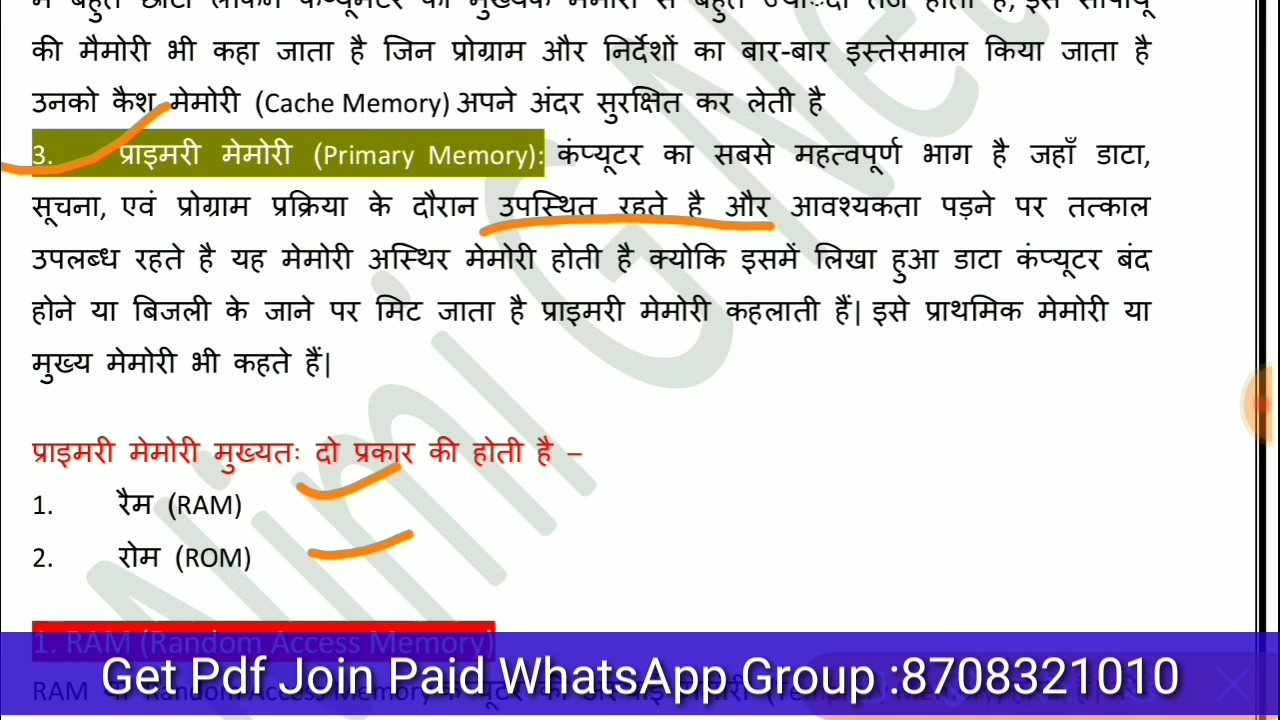 की मैमोरी भी कहा जाता है जिन प्रोग्राम और निर्देशों का बार-बार इस्तेसमाल किया जाता है
उनको कैश मेमोरी (Cache Memory) अपने अंदर सुरक्षित कर लेती है
3. प्राइमरी मेमोरी (Primary Memory): कंप्यूटर का सबसे महत्वपूर्ण भाग है जहाँ डाटा,
सूचना, एवं प्रोग्राम प्रक्रिया के दौरान उपस्थित रहते है और आवश्यकता पड़ने पर तत्काल
उपलब्ध रहते है यह मेमोरी अस्थिर मेमोरी होती है क्योकि इसमें लिखा हुआ डाटा कंप्यूटर बंद
होने या बिजली के जाने पर मिट जाता है प्राइमरी मेमोरी कहलाती हैं| इसे प्राथमिक मेमोरी या
मुख्य मेमोरी भी कहते हैं|
प्राइमरी मेमोरी मुख्यतः दो प्रकार की होती है –
1. रैम (RAM)
2. रोम (ROM)
1. RAM (Random Access Memory)
Get Pdf Join Paid WhatsApp Group :8708321010